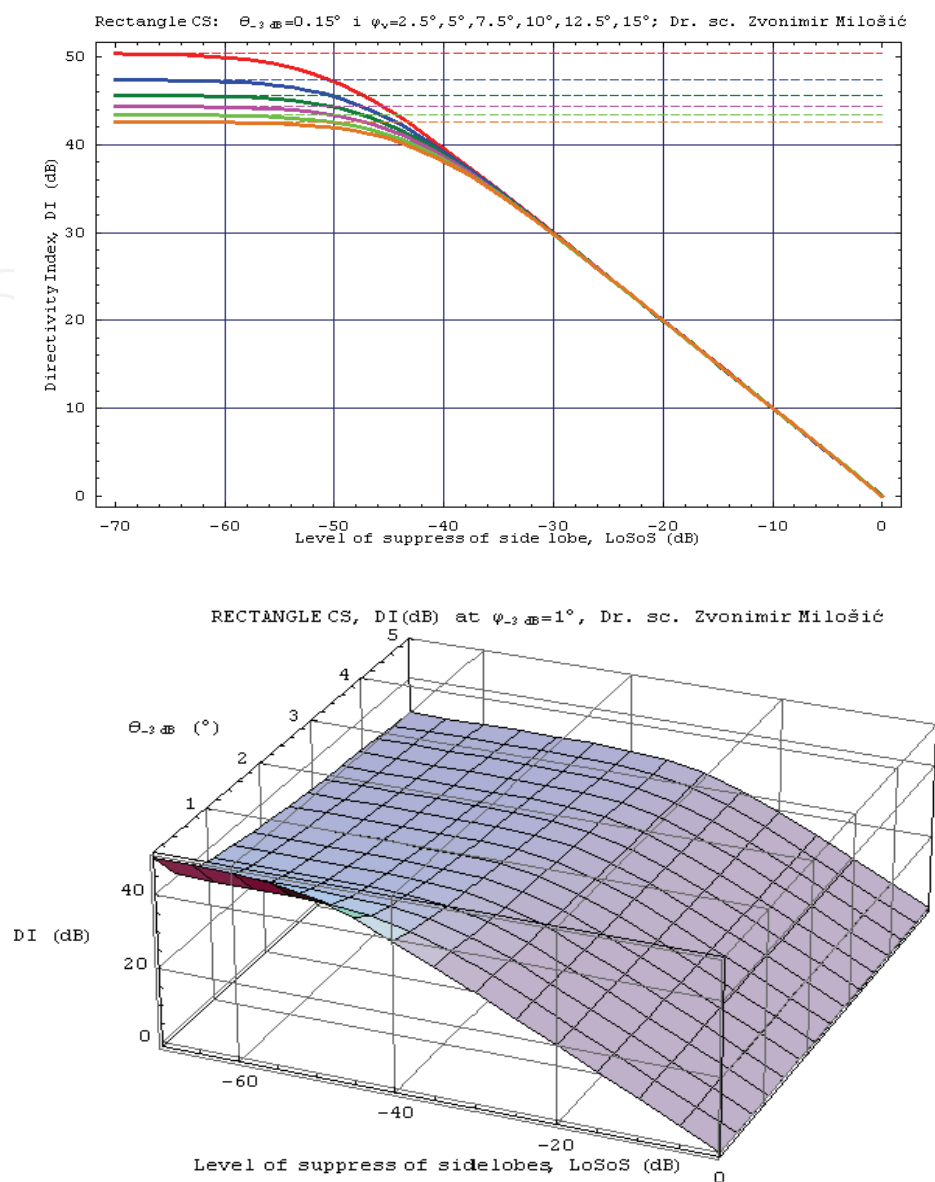 Rectangle CS: θ₋₃ dB=0.15° i φᵥ=2.5°,5°,7.5°,10°,12.5°,15°; Dr. sc. Zvonimir Milošić
Directivity Index, DI (dB)
50
40
30
20
10
0
-70 -60 -50 -40 -30 -20 -10 0
Level of suppress of side lobe, LoSoS (dB)
RECTANGLE CS, DI(dB) at φ₋₃ dB=1°, Dr. sc. Zvonimir Milošić
5
4
3
θ₋₃ dB (°)
2
1
40
DI (dB)
20
0
-60
-40
-20
0
Level of suppress of sidelobes, LoSoS (dB)